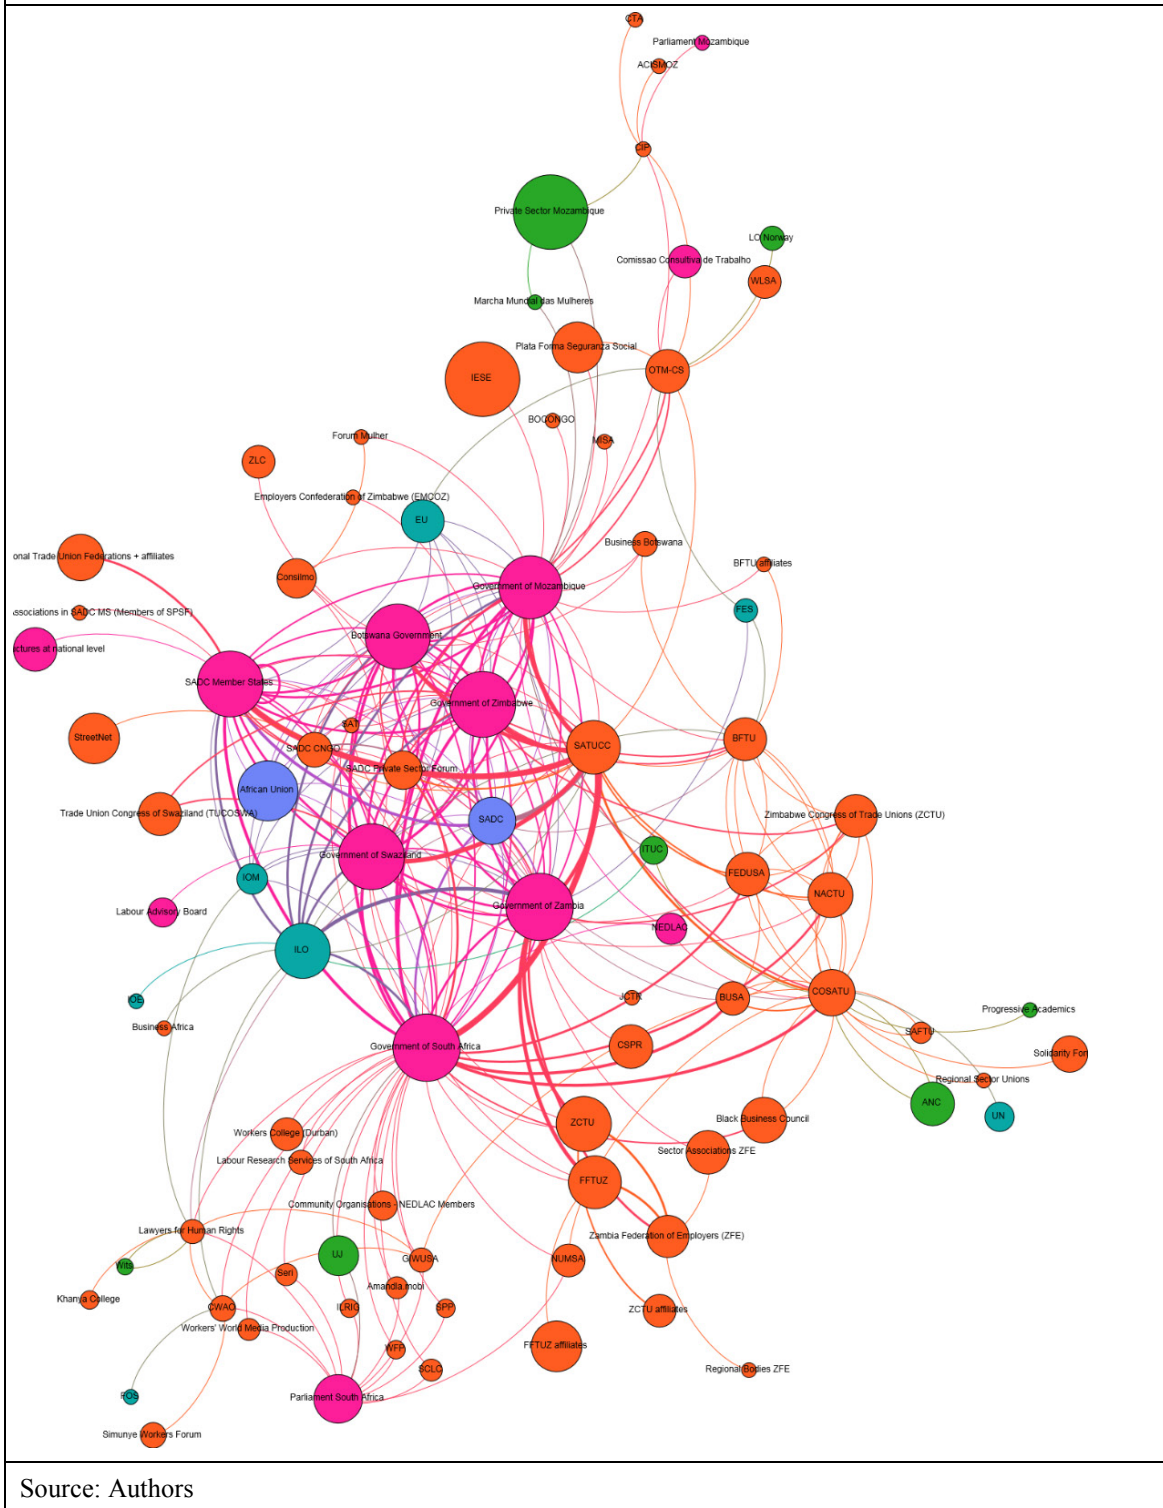 CTA
Parliament Mozambique
ACISMOZ
CIP
Private Sector Mozambique
LO Norway
Comissao Consultiva de Trabalho
WLSA
Marcha Mundial das Mulheres
Plata Forma Seguranza Social
OTM-CS
IESE
BOCONGO
Forum Mulher
MISA
ZLC
Employers Confederation of Zimbabwe (EMCOZ)
EU
Business Botswana
onal Trade Union Federations + affiliates
BFTU affiliates
Consilmo
Government of Mozambique
FES
ssociations in SADC MS (Members of SPSF)
Botswana Government
uctures at national level
SADC Member States
Government of Zimbabwe
SAT
StreetNet
SADC CNGO
SATUCC
BFTU
SADC Private Sector Forum
African Union
Trade Union Congress of Swaziland (TUCOSWA)
SADC
Zimbabwe Congress of Trade Unions (ZCTU)
Government of Swaziland
ITUC
IOM
FEDUSA
NACTU
Government of Zambia
Labour Advisory Board
NEDLAC
ILO
IOE
JCTR
BUSA
COSATU
Business Africa
Progressive Academics
SAFTU
Government of South Africa
CSPR
Solidarity For
Regional Sector Unions
ANC
UN
ZCTU
Black Business Council
Workers College (Durban)
Sector Associations ZFE
Labour Research Services of South Africa
FFTUZ
Community Organisations - NEDLAC Members
Lawyers for Human Rights
Zambia Federation of Employers (ZFE)
UJ
GIWUSA
NUMSA
Wits
Seri
Amandla.mobi
Khanya College
CWAO
ILRIG
SPP
ZCTU affiliates
Workers' World Media Production
FFTUZ affiliates
WFP
SCLC
Regional Bodies ZFE
FOS
Parliament South Africa
Simunye Workers Forum
Source: Authors